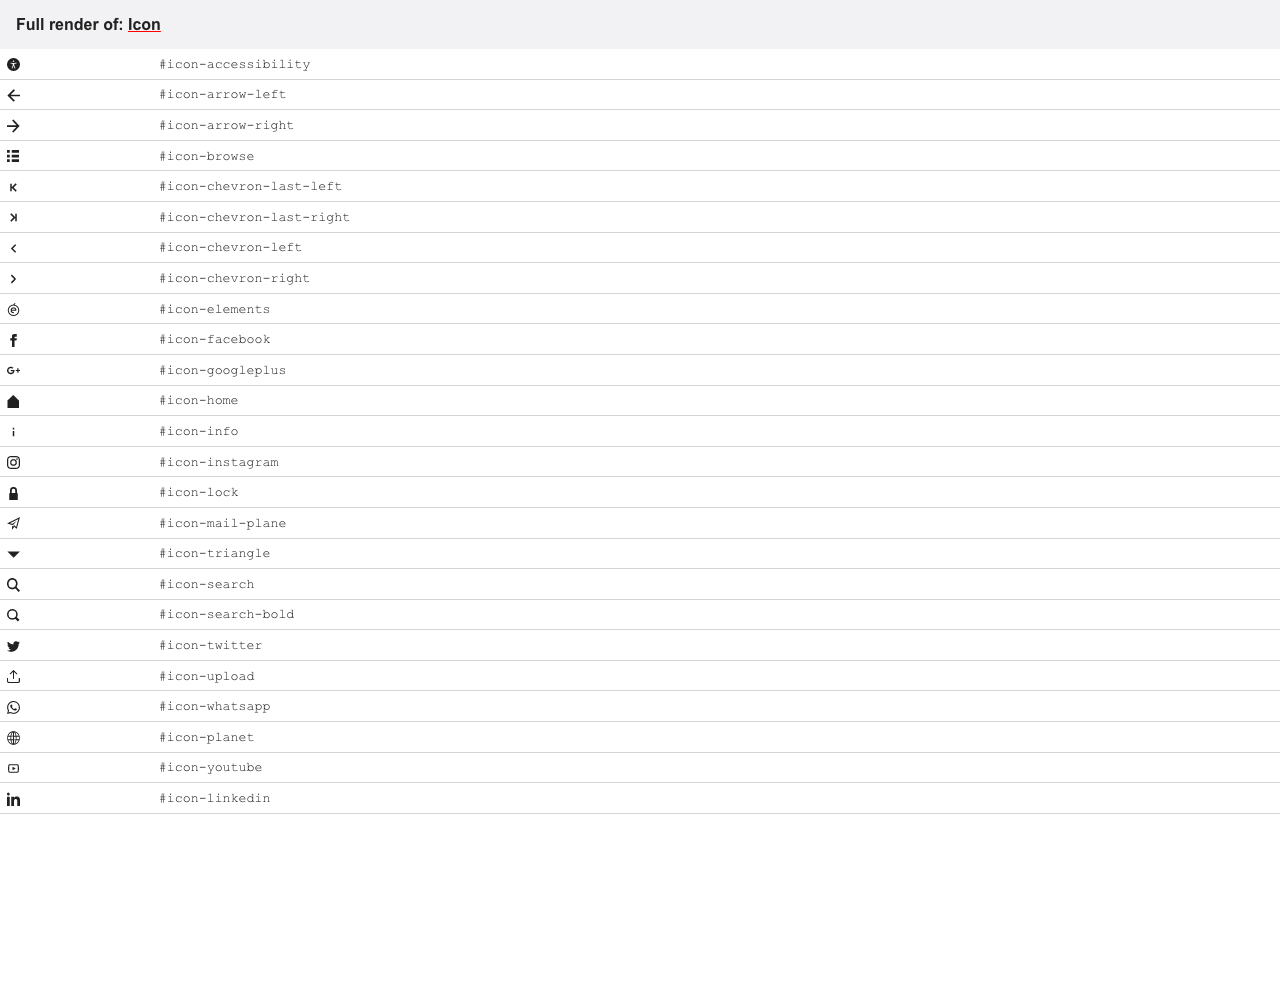 Full render of: Icon
#icon-accessibility
#icon-arrow-left
#icon-arrow-right
#icon-browse
#icon-chevron-last-left
#icon-chevron-last-right
#icon-chevron-left
#icon-chevron-right
#icon-elements
#icon-facebook
#icon-googleplus
#icon-home
#icon-info
#icon-instagram
#icon-lock
#icon-mail-plane
#icon-triangle
#icon-search
#icon-search-bold
#icon-twitter
#icon-upload
#icon-whatsapp
#icon-planet
#icon-youtube
#icon-linkedin